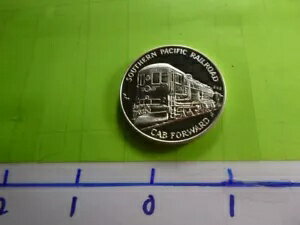 SOUTHERN PACIFIC RAILROAD
CAB FORWARD
2 1 0 1